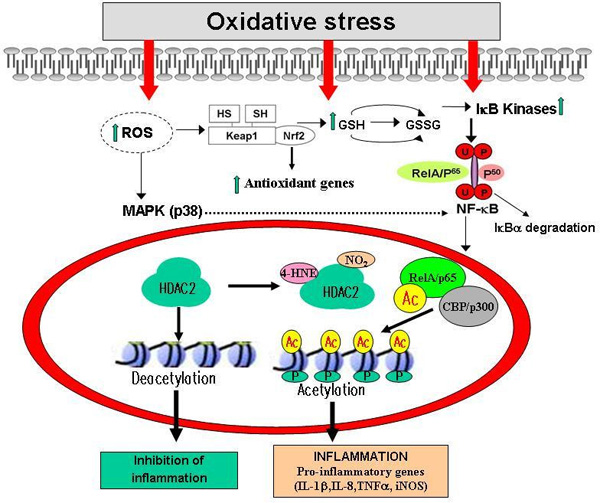 Oxidative stress
HS SH
ROS
Keap1 Nrf2
GSH GSSG
IκB Kinases
Antioxidant genes
U P
RelA/P65 P50
U P
MAPK (p38)
NF-κB
IκBα degradation
HDAC2
4-HNE
NO2
HDAC2
RelA/p65
Ac
CBP/p300
Ac Ac Ac Ac
P P P P
Deacetylation
Acetylation
Inhibition of
inflammation
INFLAMMATION
Pro-inflammatory genes
(IL-1β,IL-8,TNFα, iNOS)